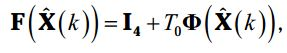 F(X̂(k) = I₄ + T₀Φ(X̂(k)),